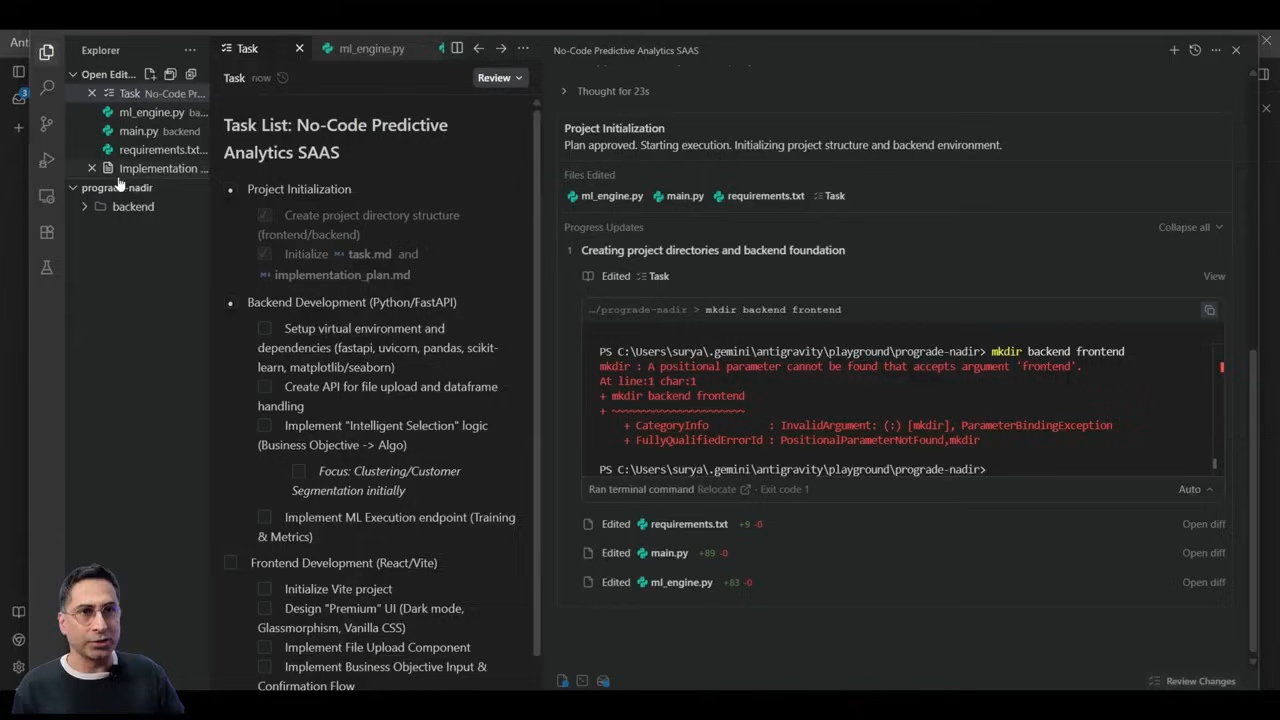 Ant
3
Explorer
Open Edit...
Task No-Code Pr...
ml_engine.py ba...
main.py backend
requirements.txt...
Implementation ...
prograde-nadir
backend
Task
ml_engine.py
Task now
Review
Task List: No-Code Predictive
Analytics SAAS
Project Initialization
Create project directory structure
(frontend/backend)
Initialize task.md and
implementation_plan.md
Backend Development (Python/FastAPI)
Setup virtual environment and
dependencies (fastapi, uvicorn, pandas, scikit-
learn, matplotlib/seaborn)
Create API for file upload and dataframe
handling
Implement "Intelligent Selection" logic
(Business Objective -> Algo)
Focus: Clustering/Customer
Segmentation initially
Implement ML Execution endpoint (Training
& Metrics)
Frontend Development (React/Vite)
Initialize Vite project
Design "Premium" UI (Dark mode,
Glassmorphism, Vanilla CSS)
Implement File Upload Component
Implement Business Objective Input &
Confirmation Flow
No-Code Predictive Analytics SAAS
Thought for 23s
Project Initialization
Plan approved. Starting execution. Initializing project structure and backend environment.
Files Edited
ml_engine.py main.py requirements.txt Task
Progress Updates Collapse all
1 Creating project directories and backend foundation
Edited Task View
.../prograde-nadir > mkdir backend frontend
PS C:\Users\surya\.gemini\antigravity\playground\prograde-nadir> mkdir backend frontend
mkdir : A positional parameter cannot be found that accepts argument 'frontend'.
At line:1 char:1
+ mkdir backend frontend
+ ~~~~~~~~~~~~~~~~~~~~~~
+ CategoryInfo : InvalidArgument: (:) [mkdir], ParameterBindingException
+ FullyQualifiedErrorId : PositionalParameterNotFound,mkdir
PS C:\Users\surya\.gemini\antigravity\playground\prograde-nadir>
Ran terminal command Relocate Exit code 1 Auto
Edited requirements.txt +9 -0 Open diff
Edited main.py +89 -0 Open diff
Edited ml_engine.py +83 -0 Open diff
Review Changes